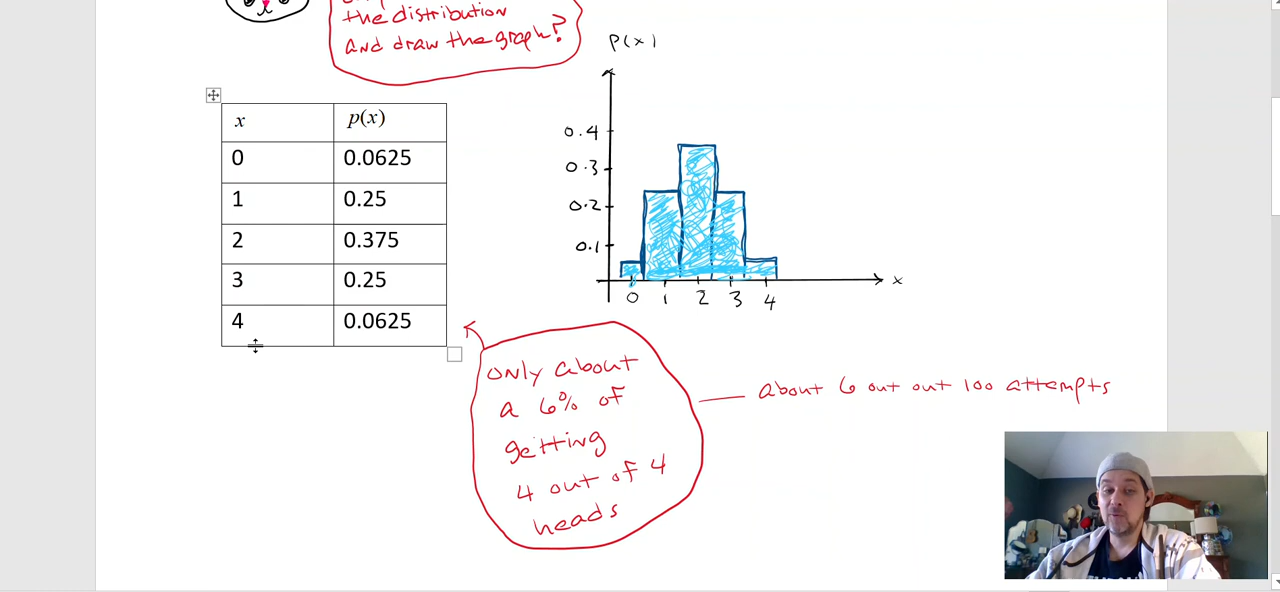 the distribution
and draw the graph?
P(x)
x p(x)
0 0.0625
1 0.25
2 0.375
3 0.25
4 0.0625
0.4
0.3
0.2
0.1
0 1 2 3 4
x
only about
a 6% of
getting
4 out of 4
heads
about 6 out out 100 attempts